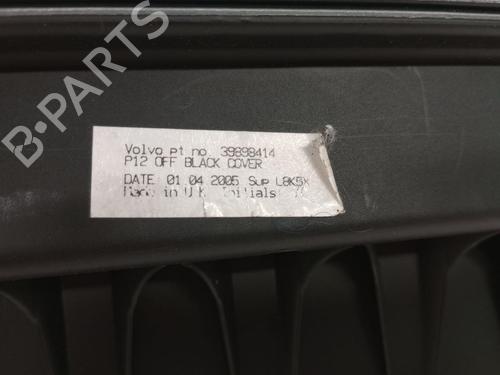 B-PARTS
Volvo pt no. 39898414
P12 OFF BLACK COVER
DATE: 01 04 2005 Sup L8K5X
Made in U.K. Initials